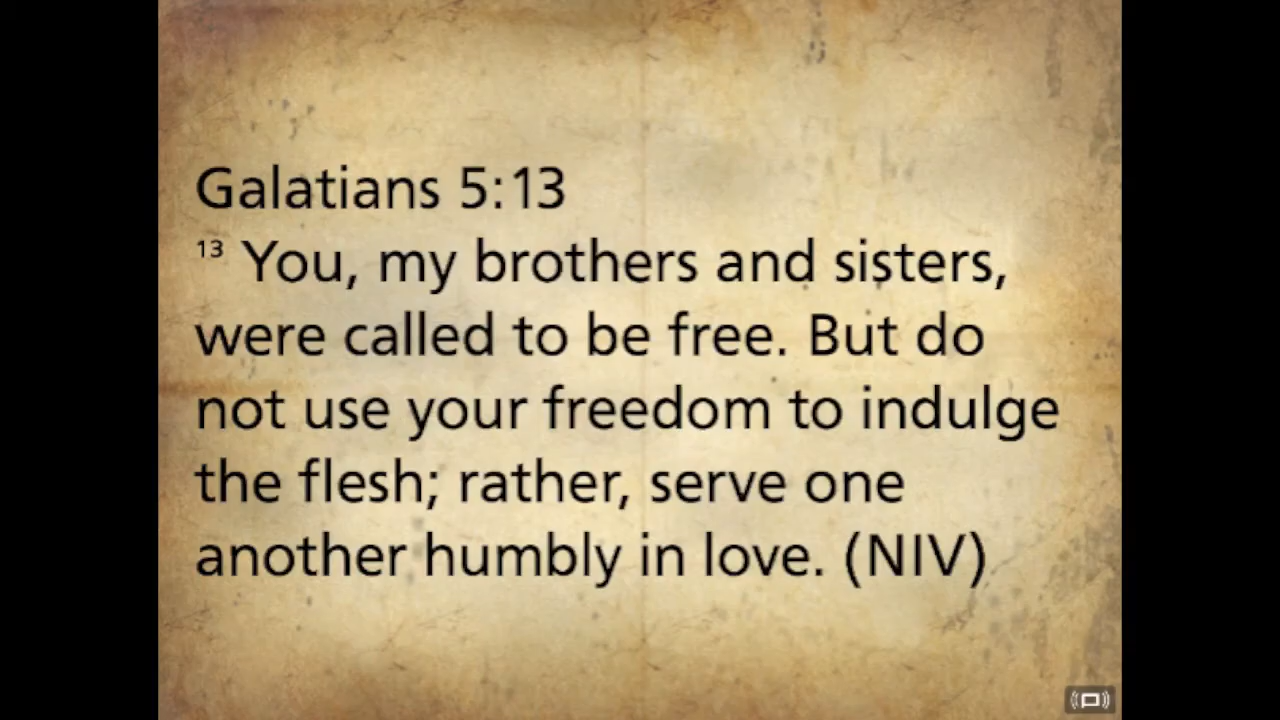 Galatians 5:13
13 You, my brothers and sisters,
were called to be free. But do
not use your freedom to indulge
the flesh; rather, serve one
another humbly in love. (NIV)